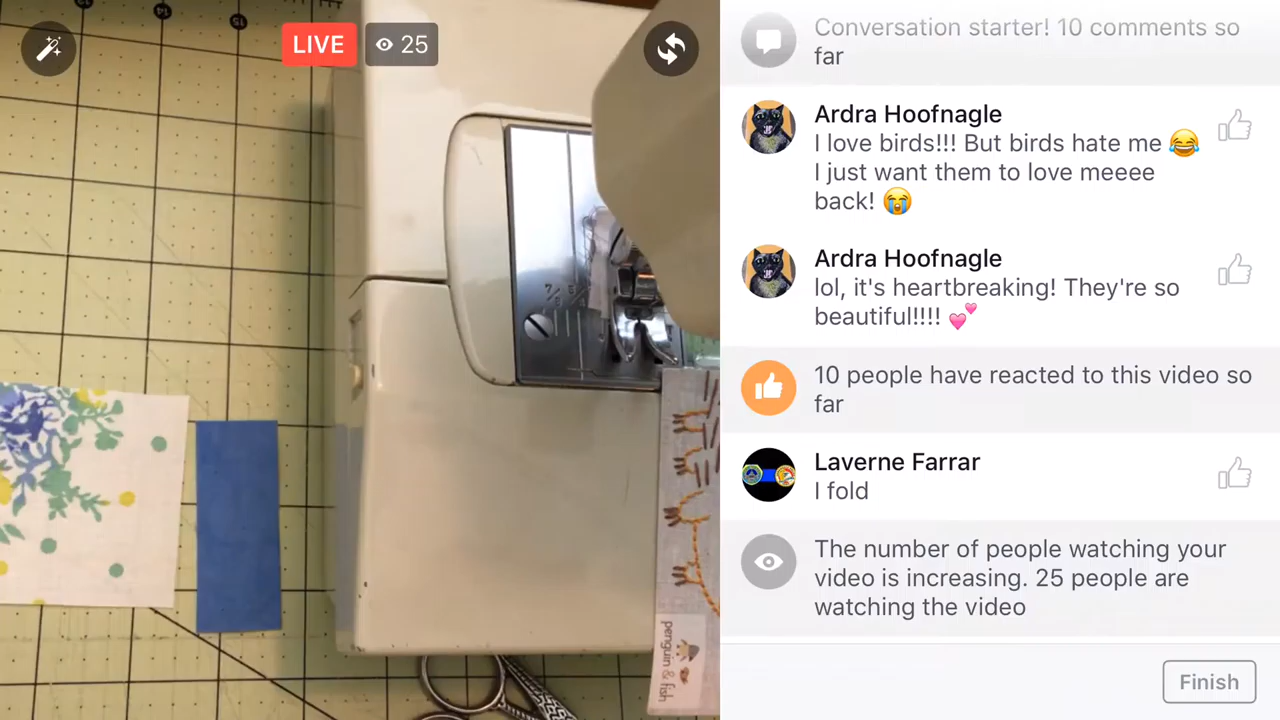 LIVE
25
15
14
Conversation starter! 10 comments so
far
Ardra Hoofnagle
I love birds!!! But birds hate me 😂
I just want them to love meeee
back! 😭
Ardra Hoofnagle
lol, it's heartbreaking! They're so
beautiful!!!! 💕
10 people have reacted to this video so
far
Laverne Farrar
I fold
The number of people watching your
video is increasing. 25 people are
watching the video
Finish
penguin & fish